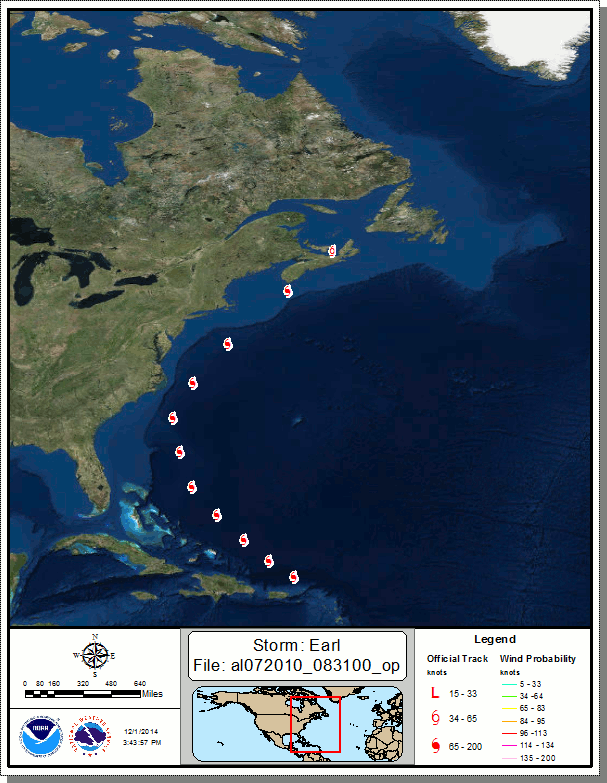 N
W E
S
0 80 160 320 480 640
Miles
NOAA
12/1/2014
3:43:57 PM
Storm: Earl
File: al072010_083100_op
Legend
Official Track
knots
L 15 - 33
34 - 65
65 - 200
Wind Probability
knots
5 - 33
34 - 64
65 - 83
84 - 95
96 - 113
114 - 134
135 - 200